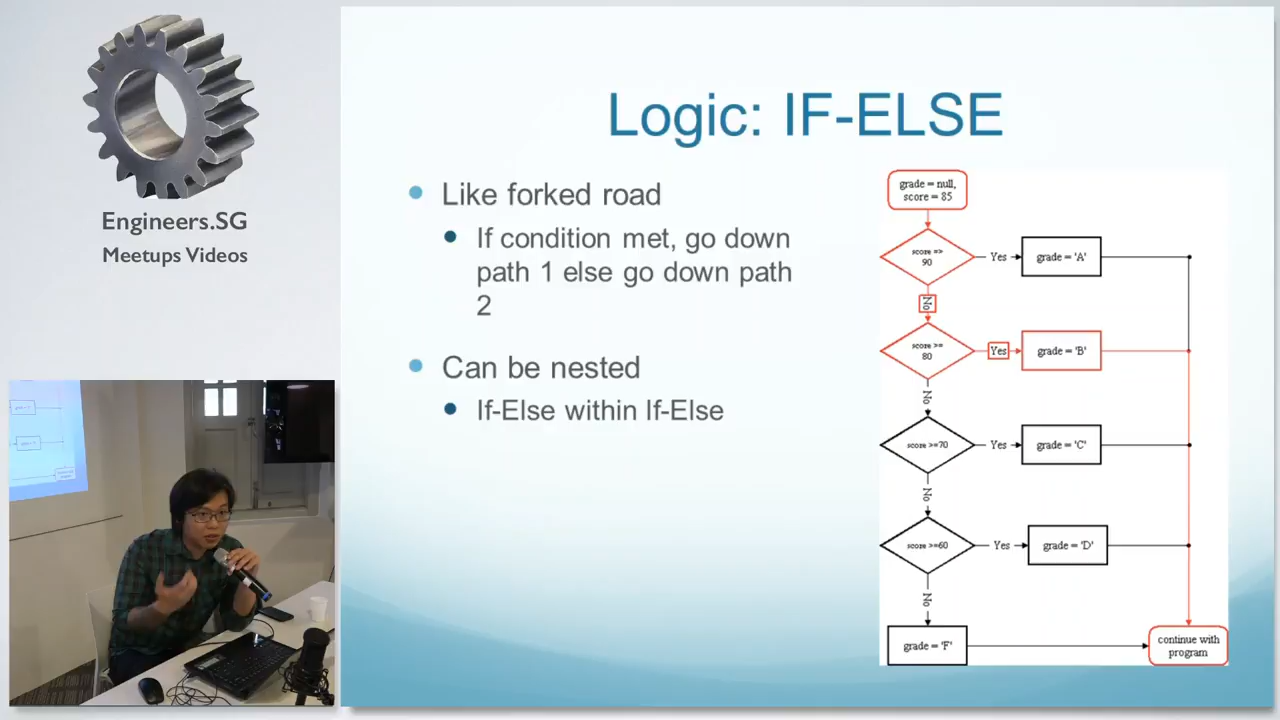 Engineers.SG
Meetups Videos
Logic: IF-ELSE
Like forked road
If condition met, go down
path 1 else go down path
2
Can be nested
If-Else within If-Else
grade = null,
score = 85
score =>
90
Yes
grade = 'A'
No
score >=
80
Yes
grade = 'B'
No
score >=70
Yes
grade = 'C'
No
score >=60
Yes
grade = 'D'
No
grade = 'F'
continue with
program